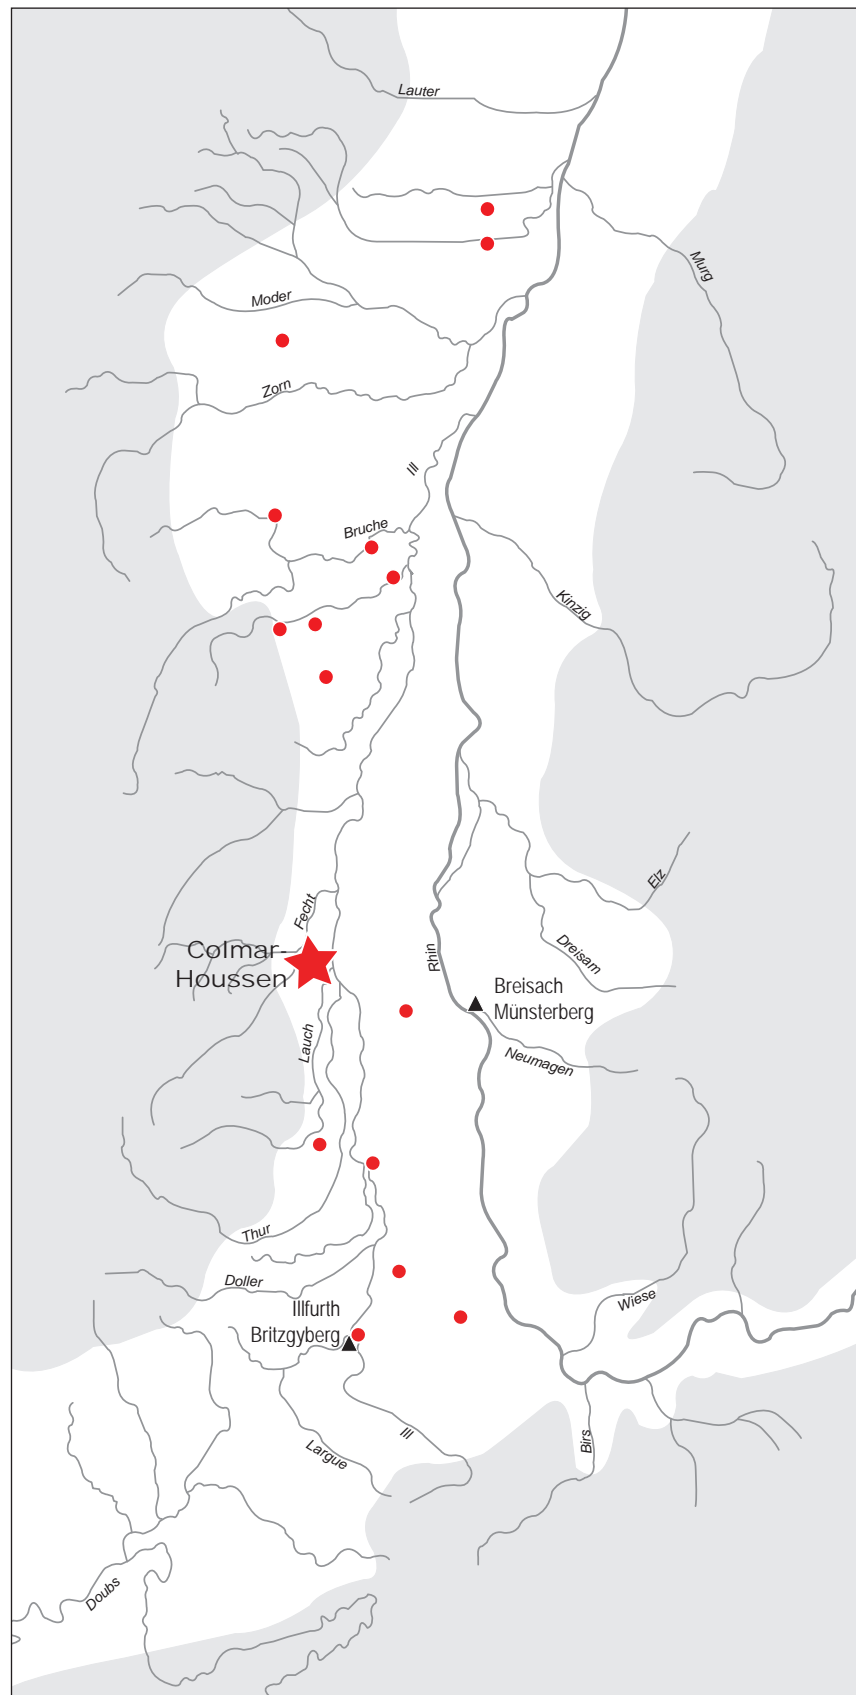 Lauter
Murg
Moder
Zorn
Ill
Bruche
Kinzig
Elz
Fecht
Dreisam
Colmar-
Houssen
Rhin
Breisach
Münsterberg
Lauch
Neumagen
Thur
Doller
Wiese
Illfurth
Britzgyberg
Ill
Birs
Largue
Doubs